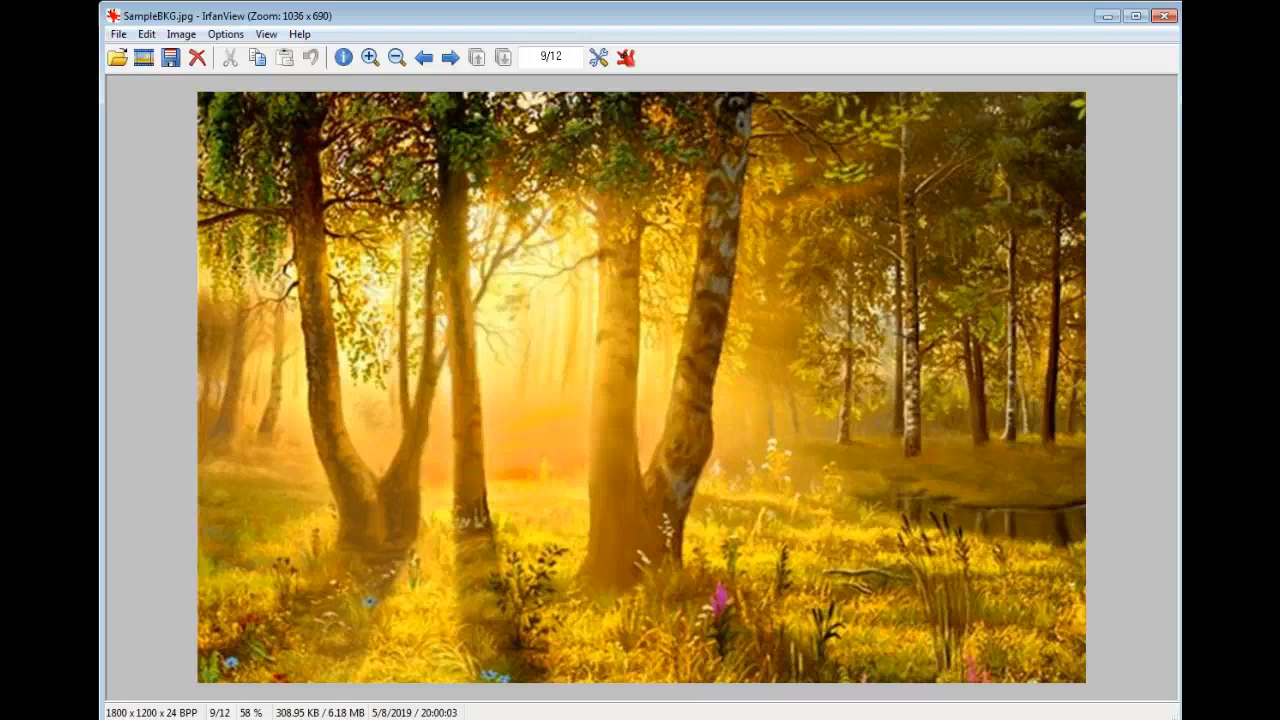 SampleBKG.jpg - IrfanView (Zoom: 1036 x 690)
File Edit Image Options View Help
9/12
1800 x 1200 x 24 BPP 9/12 58 % 308.95 KB / 6.18 MB 5/8/2019 / 20:00:03